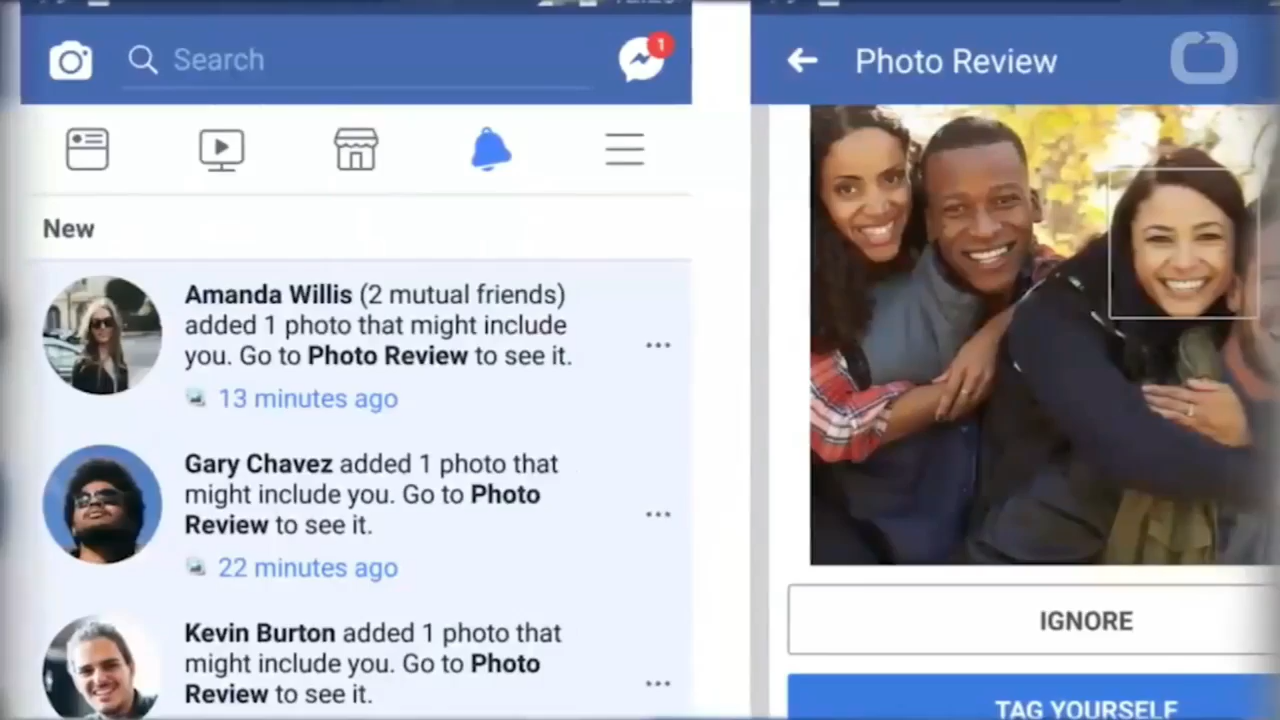 Search
1
New
Amanda Willis (2 mutual friends)
added 1 photo that might include
you. Go to Photo Review to see it.
13 minutes ago
Gary Chavez added 1 photo that
might include you. Go to Photo
Review to see it.
22 minutes ago
Kevin Burton added 1 photo that
might include you. Go to Photo
Review to see it.
Photo Review
IGNORE
TAG YOURSELF